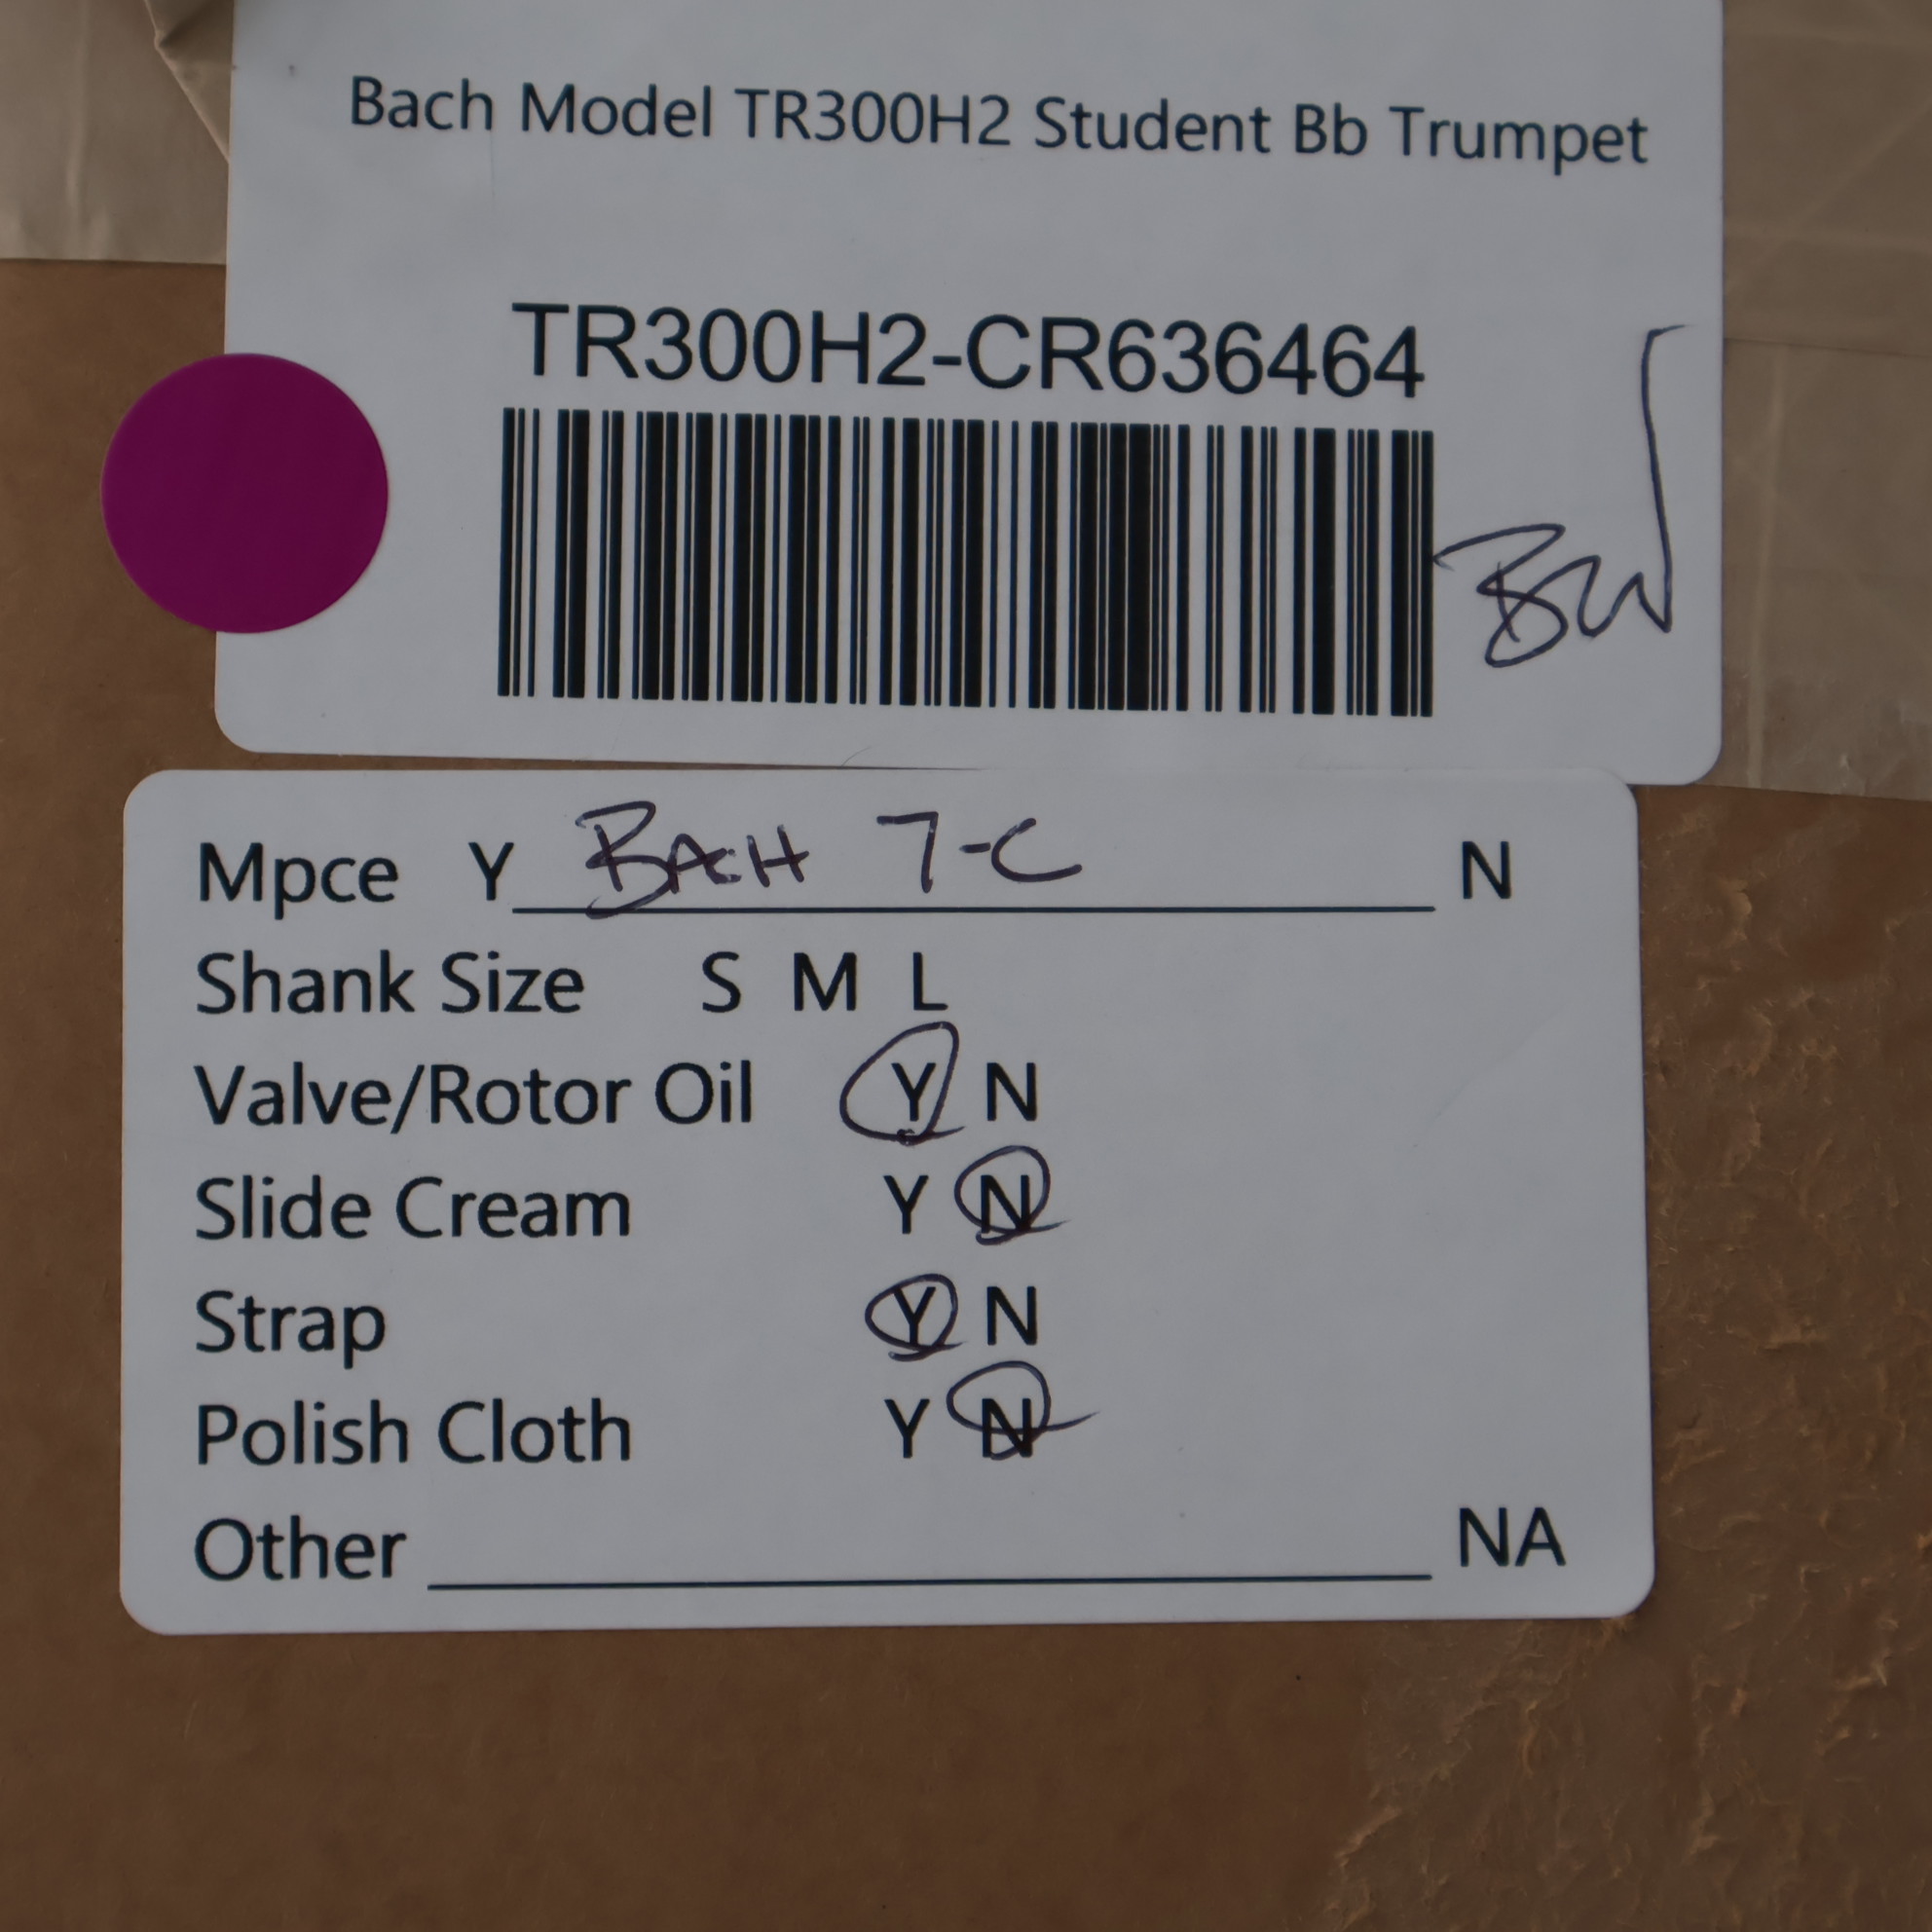 Bach Model TR300H2 Student Bb Trumpet
TR300H2-CR636464
BW
Mpce Y BACH 7-C N
Shank Size S M L
Valve/Rotor Oil Y N
Slide Cream Y N
Strap Y N
Polish Cloth Y N
Other NA